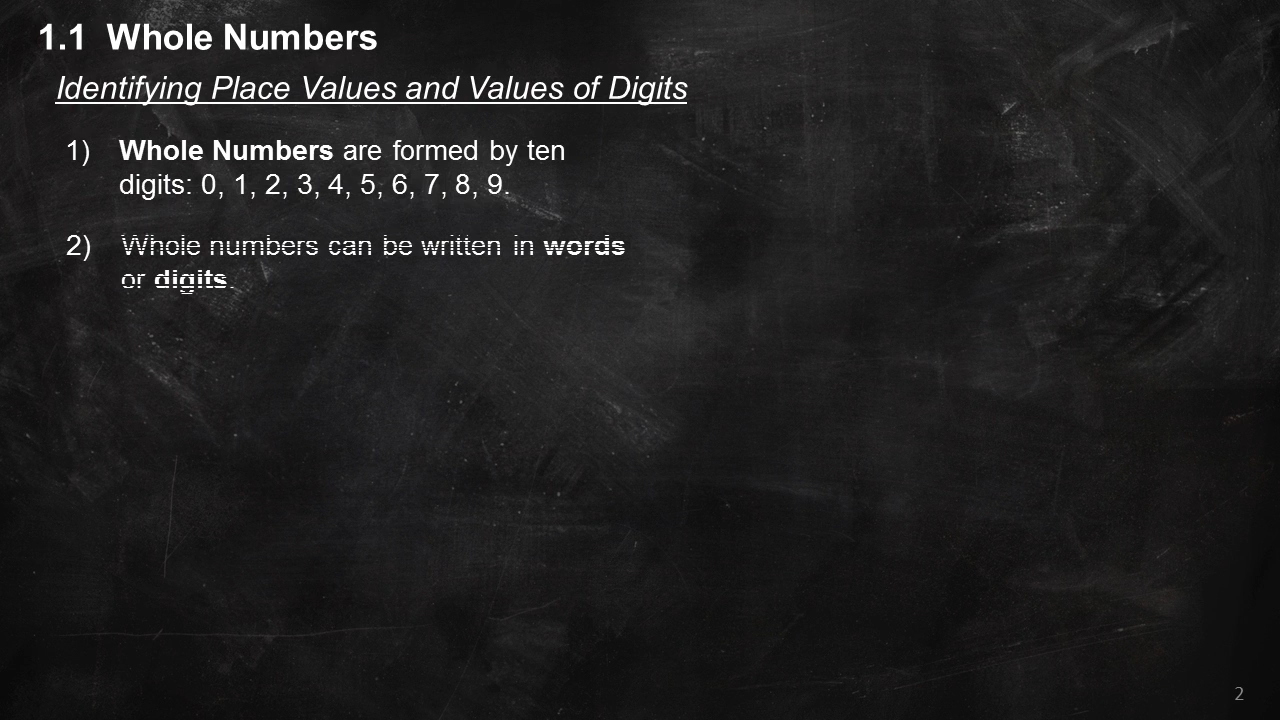 1.1 Whole Numbers
Identifying Place Values and Values of Digits
1) Whole Numbers are formed by ten
digits: 0, 1, 2, 3, 4, 5, 6, 7, 8, 9.
2) Whole numbers can be written in words
or digits.
2